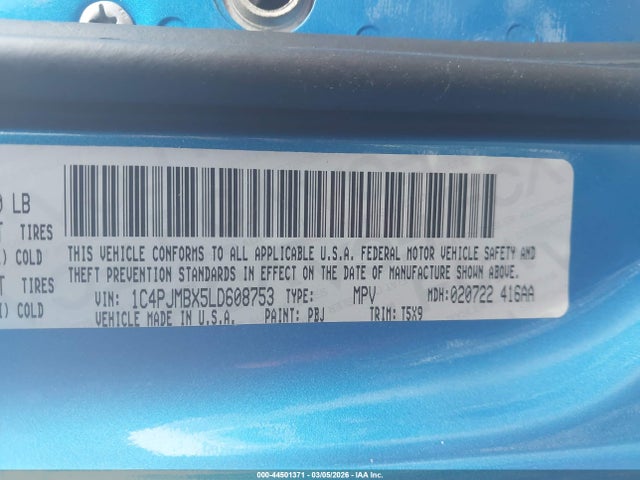 LB
TIRES
COLD
TIRES
COLD
THIS VEHICLE CONFORMS TO ALL APPLICABLE U.S.A. FEDERAL MOTOR VEHICLE SAFETY AND
THEFT PREVENTION STANDARDS IN EFFECT ON THE DATE OF MANUFACTURE SHOWN ABOVE.
VIN: 1C4PJMBX5LD608753 TYPE: MPV MDH:020722 416AA
VEHICLE MADE IN U.S.A. PAINT: PBJ TRIM: T5X9
000-44501371 - 03/05/2026 - IAA Inc.